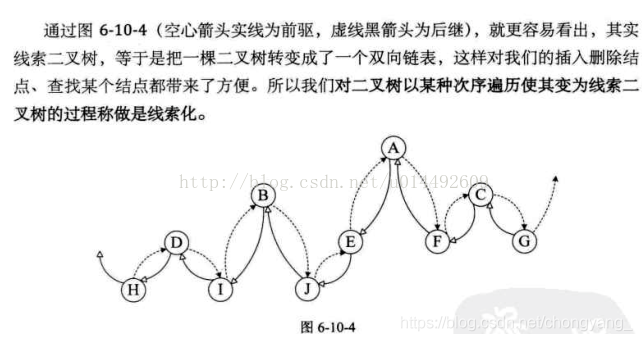 通过图 6-10-4（空心箭头实线为前驱，虚线黑箭头为后继），就更容易看出，其实
线索二叉树，等于是把一棵二叉树转变成了一个双向链表，这样对我们的插入删除结
点、查找某个结点都带来了方便。所以我们对二叉树以某种次序遍历使其变为线索二
叉树的过程称做是线索化。
A
http://blog.csdn.net/u014492609
B
C
D
E
F
G
H
I
J
图 6-10-4
https://blog.csdn.net/chongyang_